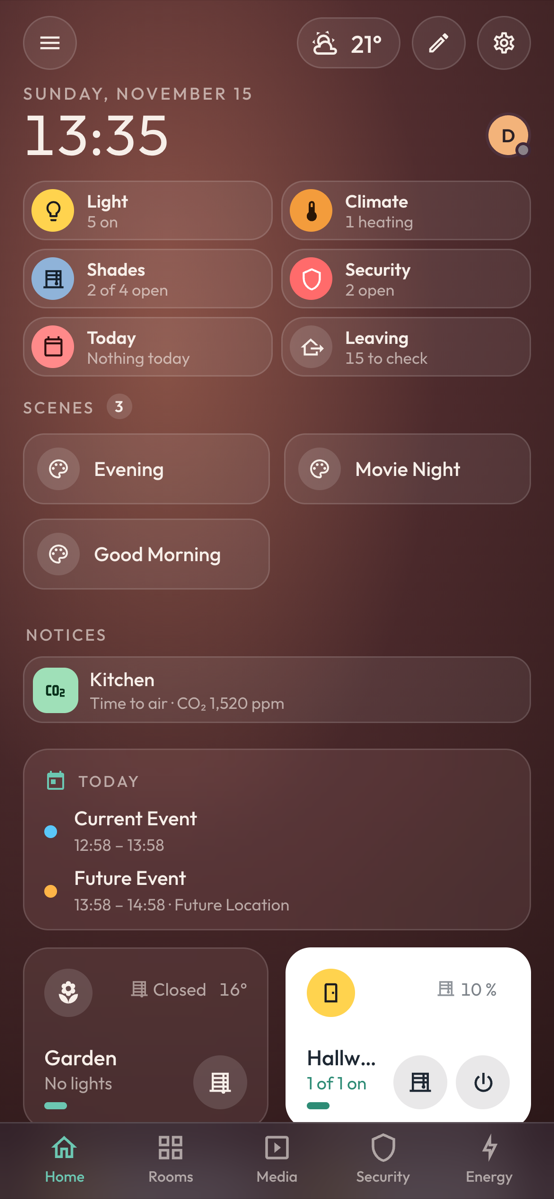 21°
SUNDAY, NOVEMBER 15
13:35
D
Light
5 on
Climate
1 heating
Shades
2 of 4 open
Security
2 open
Today
Nothing today
Leaving
15 to check
SCENES 3
Evening
Movie Night
Good Morning
NOTICES
CO₂
Kitchen
Time to air · CO₂ 1,520 ppm
TODAY
Current Event
12:58 – 13:58
Future Event
13:58 – 14:58 · Future Location
Closed 16°
Garden
No lights
10 %
Hallw...
1 of 1 on
Home
Rooms
Media
Security
Energy